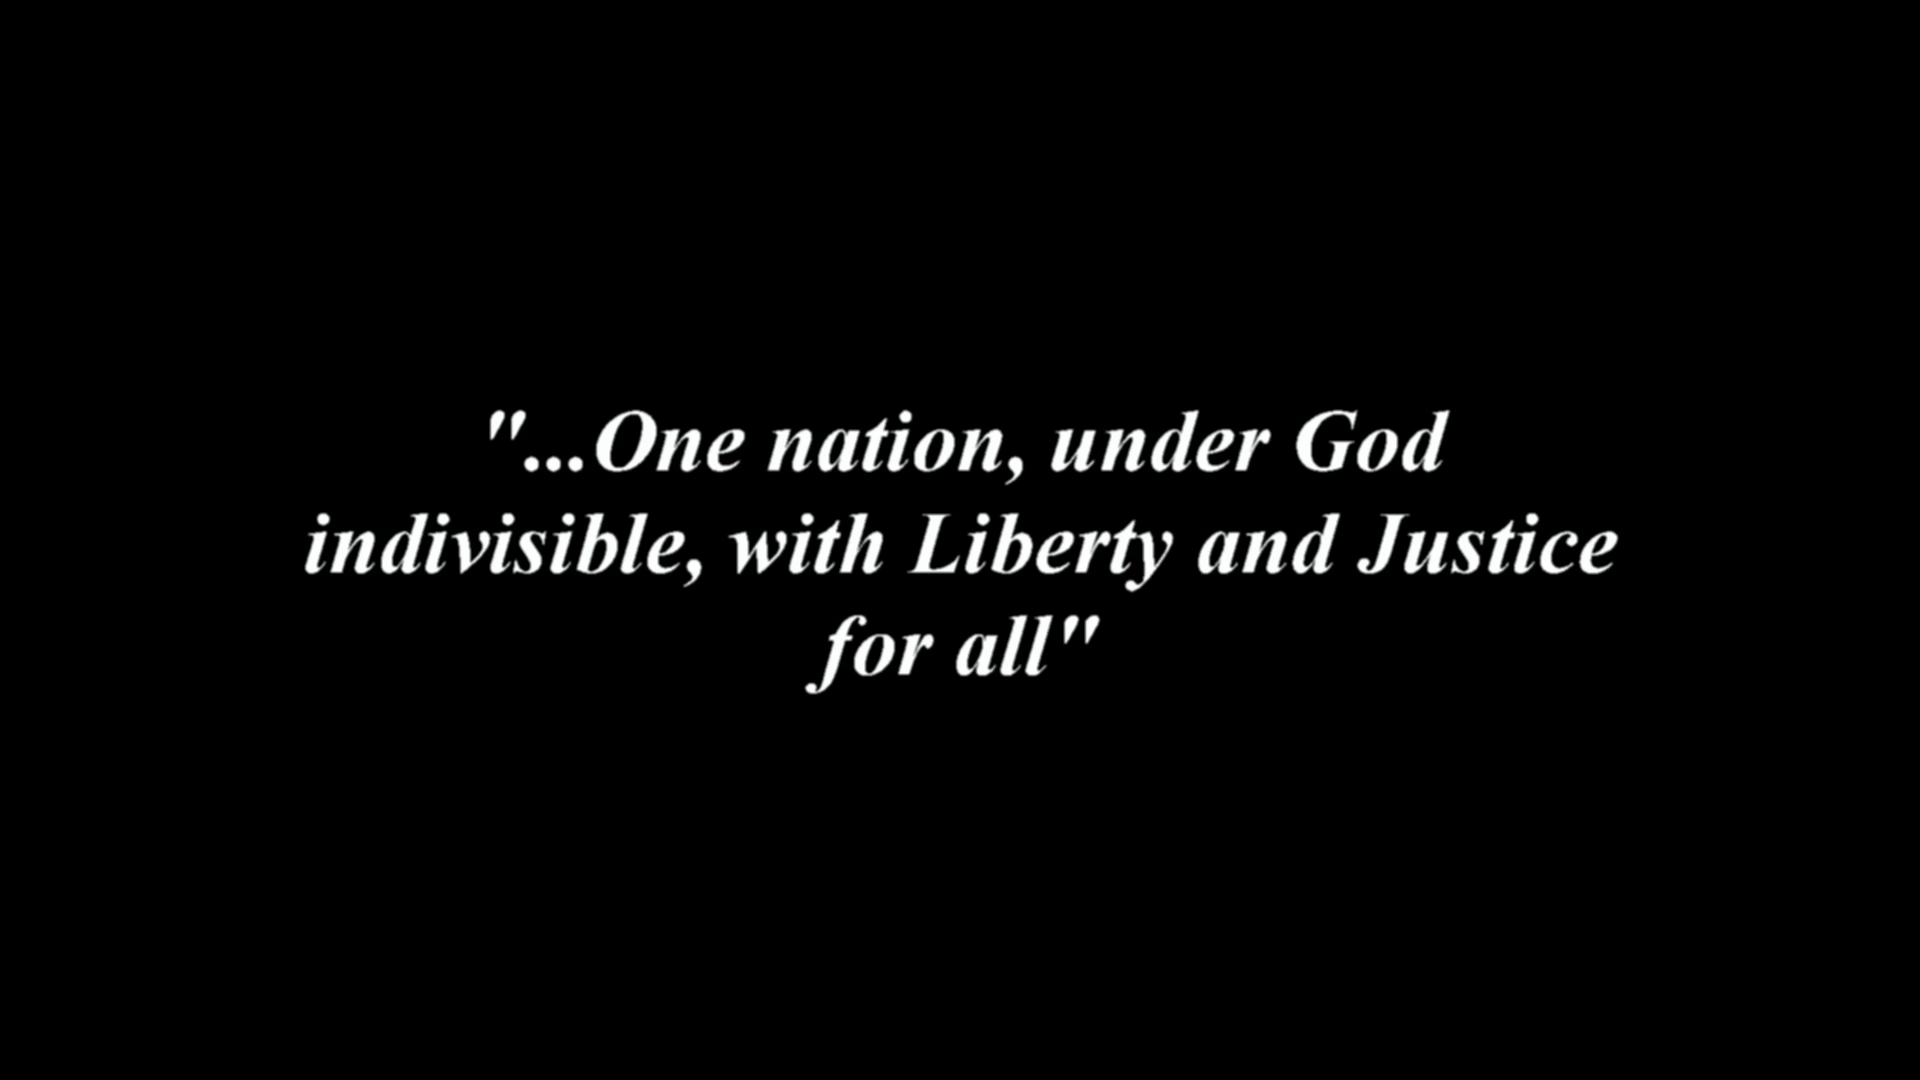 "...One nation, under God
indivisible, with Liberty and Justice
for all"